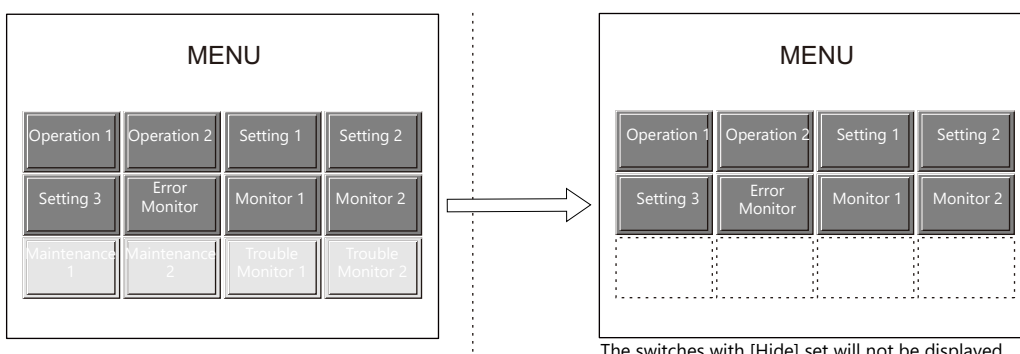 MENU
Operation 1
Operation 2
Setting 1
Setting 2
Setting 3
Error
Monitor
Monitor 1
Monitor 2
Maintenance
1
Maintenance
2
Trouble
Monitor 1
Trouble
Monitor 2
MENU
Operation 1
Operation 2
Setting 1
Setting 2
Setting 3
Error
Monitor
Monitor 1
Monitor 2
The switches with [Hide] set will not be displayed